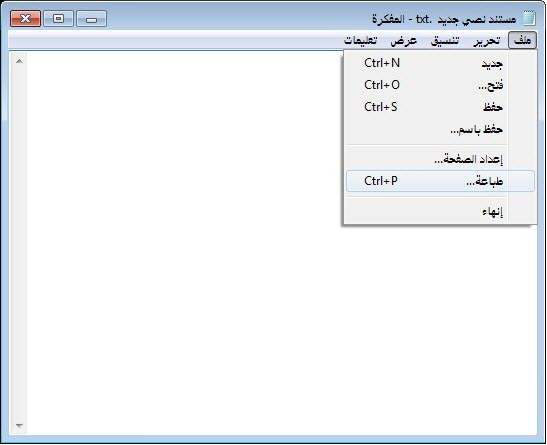 مستند نصي جديد .txt - المفكرة
ملف تحرير تنسيق عرض تعليمات
جديد Ctrl+N
فتح... Ctrl+O
حفظ Ctrl+S
حفظ باسم...
إعداد الصفحة...
طباعة... Ctrl+P
إنهاء